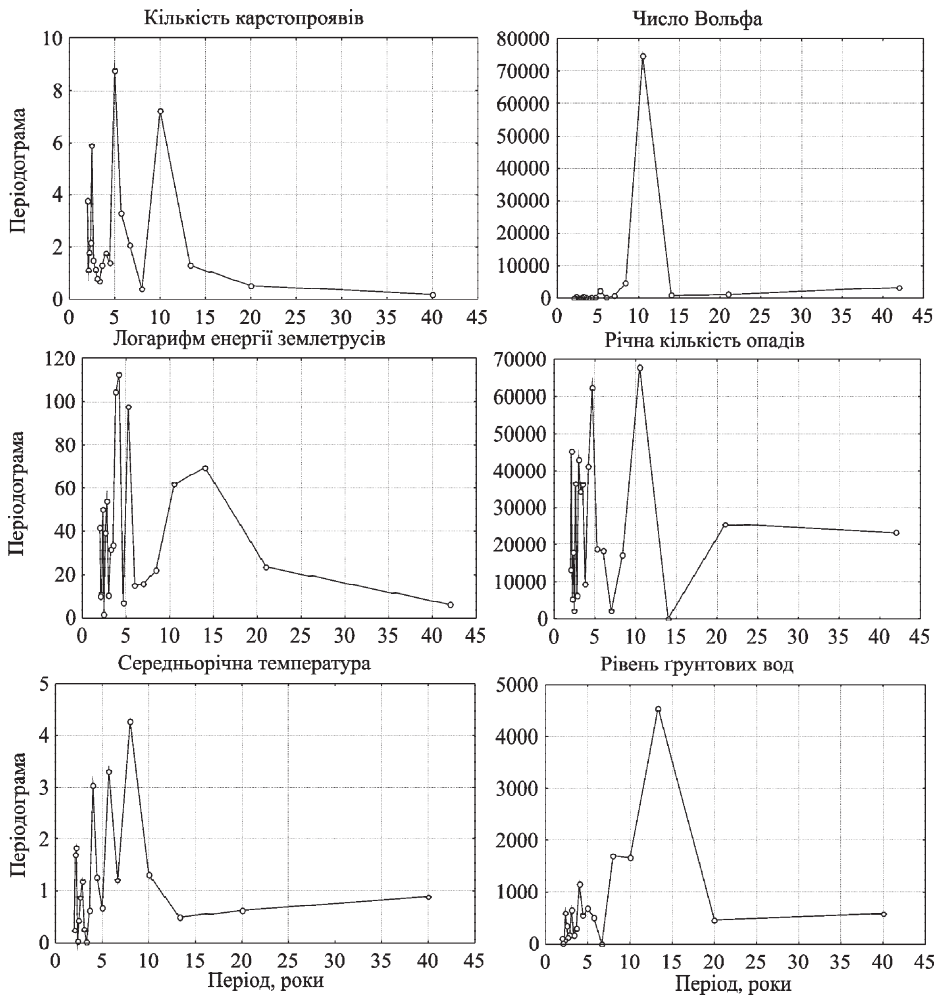 Кількість карстопроявів
Число Вольфа
10
8
6
4
2
0
Періодограма
0 5 10 15 20 25 30 35 40 45
80000
70000
60000
50000
40000
30000
20000
10000
0
0 5 10 15 20 25 30 35 40 45
Логарифм енергії землетрусів
Річна кількість опадів
120
100
80
60
40
20
0
Періодограма
0 5 10 15 20 25 30 35 40 45
70000
60000
50000
40000
30000
20000
10000
0
0 5 10 15 20 25 30 35 40 45
Середньорічна температура
Рівень ґрунтових вод
5
4
3
2
1
0
Періодограма
0 5 10 15 20 25 30 35 40 45
Період, роки
5000
4000
3000
2000
1000
0
0 5 10 15 20 25 30 35 40 45
Період, роки